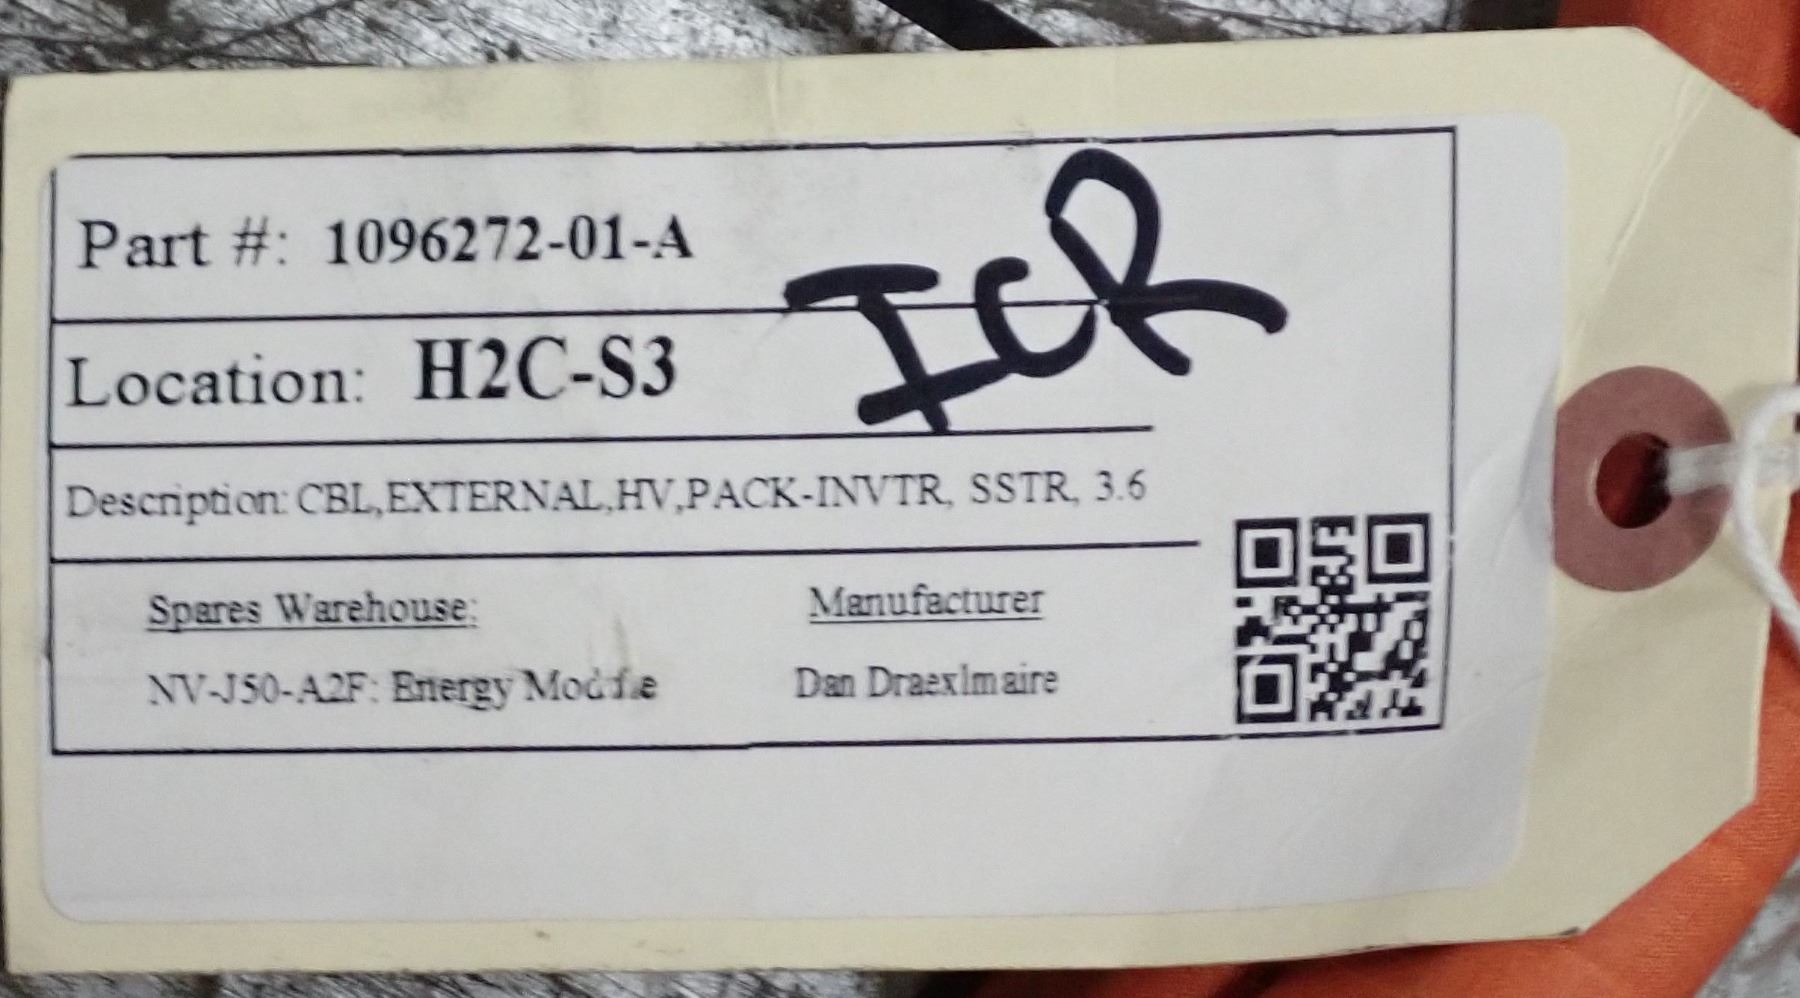 Part #: 1096272-01-A
ICR
Location: H2C-S3
Description: CBL,EXTERNAL,HV,PACK-INVTR, SSTR, 3.6
Spares Warehouse:
Manufacturer
NV-J50-A2F: Energy Module
Dan Draexlmaire